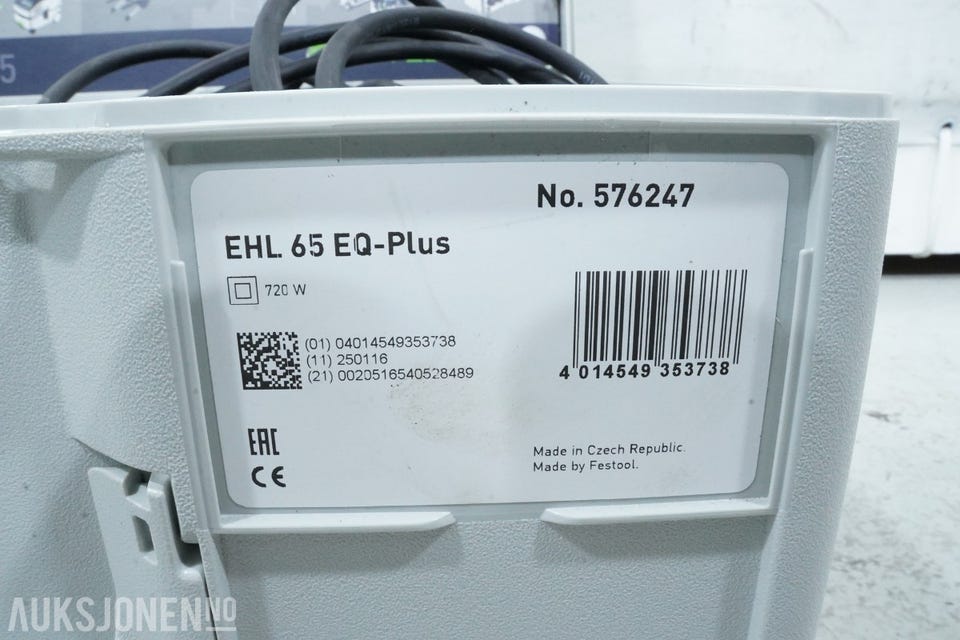 5
No. 576247
EHL 65 EQ-Plus
720 W
(01) 04014549353738
(11) 250116
(21) 0020516540528489
4 014549 353738
EAC
CE
Made in Czech Republic.
Made by Festool.
AUKSJONEN.NO